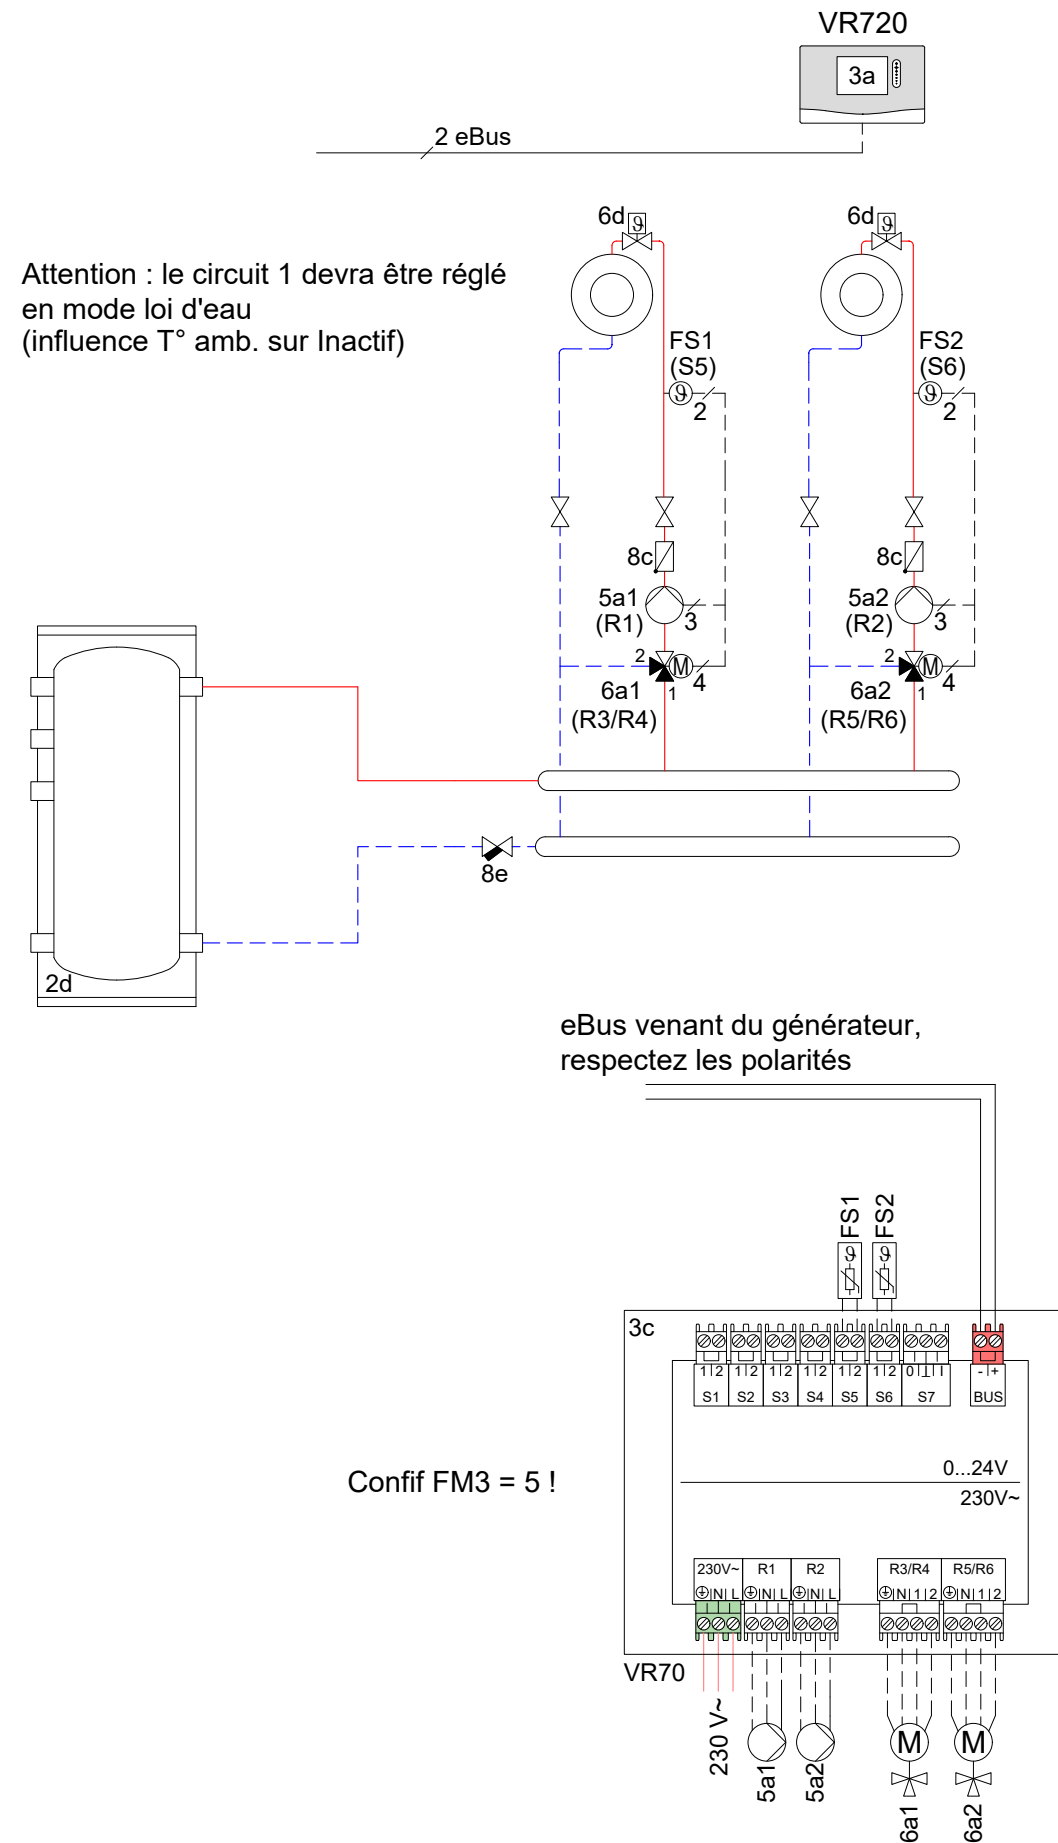 VR720
3a
2 eBus
6d ϑ
6d ϑ
Attention : le circuit 1 devra être réglé
en mode loi d'eau
(influence T° amb. sur Inactif)
FS1
(S5)
ϑ
2
FS2
(S6)
ϑ
2
8c
8c
5a1
(R1)
3
5a2
(R2)
3
2
M
4
6a1
1
(R3/R4)
2
M
4
6a2
1
(R5/R6)
8e
2d
eBus venant du générateur,
respectez les polarités
FS1
FS2
ϑ
ϑ
3c
1 2
1 2
1 2
1 2
1 2
1 2
0 ⊥ I
- +
S1
S2
S3
S4
S5
S6
S7
BUS
0...24V
230V~
Confif FM3 = 5 !
230V~
R1
R2
R3/R4
R5/R6
⏚ N L
⏚ N L
⏚ N L
⏚ N 1 2
⏚ N 1 2
VR70
230 V~
5a1
5a2
M
M
6a1
6a2